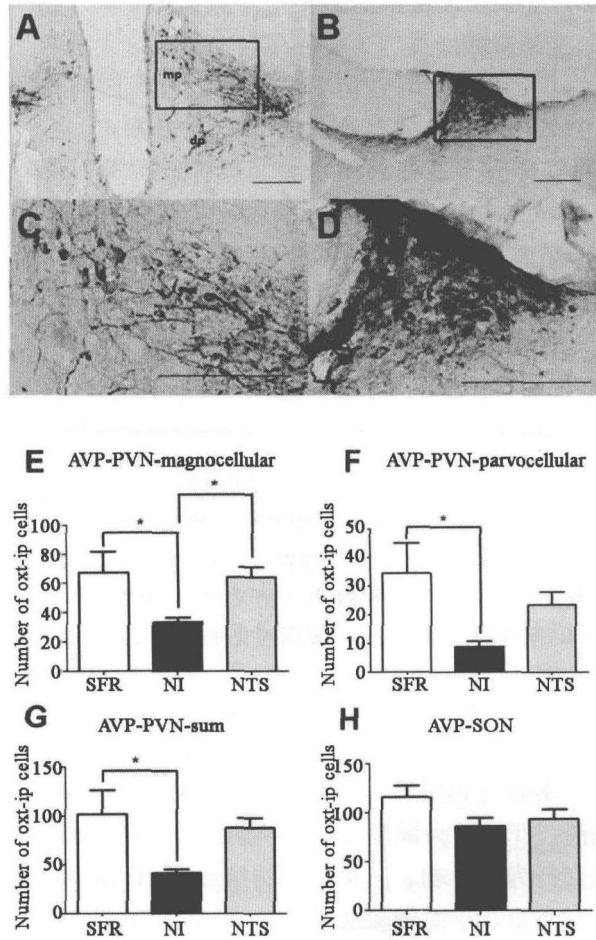 A
B
mp
dp
C
D
E AVP-PVN-magnocellular
Number of oxt-ip cells
100
80
60
40
20
0
*
*
SFR NI NTS
F AVP-PVN-parvocellular
Number of oxt-ip cells
50
40
30
20
10
0
*
SFR NI NTS
G AVP-PVN-sum
Number of oxt-ip cells
150
100
50
0
*
SFR NI NTS
H AVP-SON
Number of oxt-ip cells
150
100
50
0
SFR NI NTS